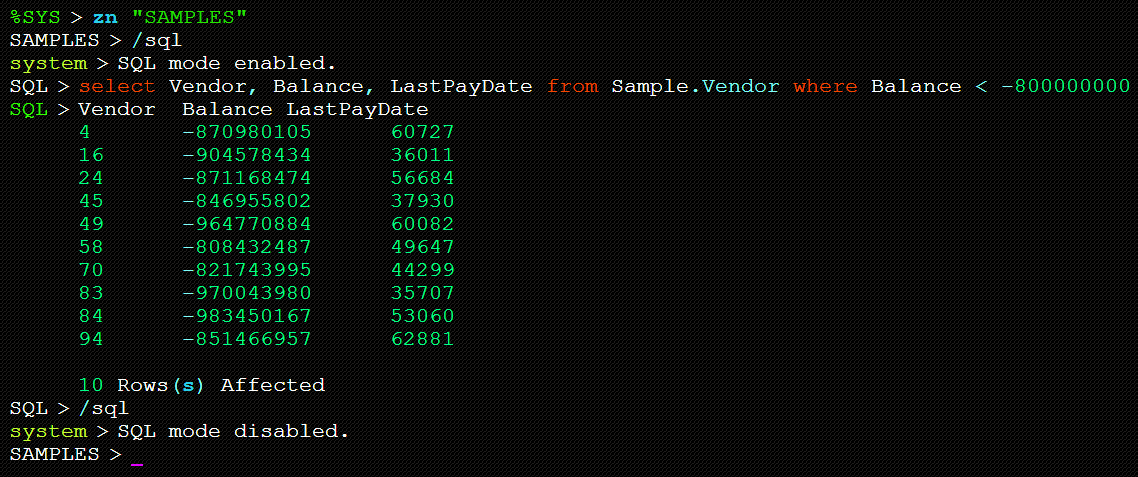 %SYS > zn "SAMPLES"
SAMPLES > /sql
system > SQL mode enabled.
SQL > select Vendor, Balance, LastPayDate from Sample.Vendor where Balance < -800000000
SQL > Vendor  Balance LastPayDate
4 -870980105 60727
16 -904578434 36011
24 -871168474 56684
45 -846955802 37930
49 -964770884 60082
58 -808432487 49647
70 -821743995 44299
83 -970043980 35707
84 -983450167 53060
94 -851466957 62881
10 Rows(s) Affected
SQL > /sql
system > SQL mode disabled.
SAMPLES > _